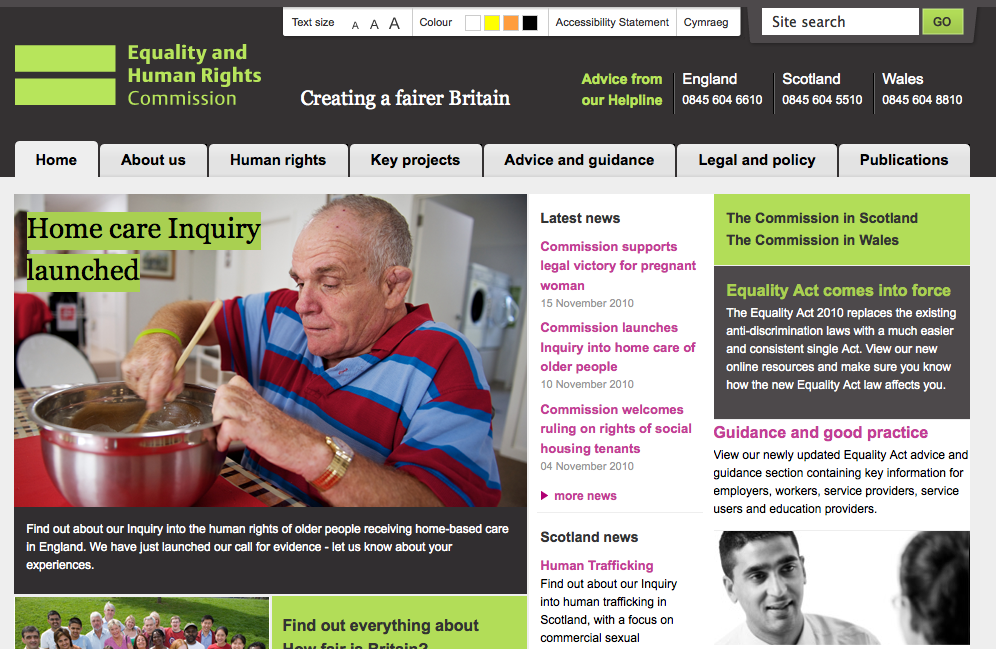 Text size A A A Colour Accessibility Statement Cymraeg Site search GO
Equality and
Human Rights
Commission
Creating a fairer Britain
Advice from
our Helpline
England
0845 604 6610
Scotland
0845 604 5510
Wales
0845 604 8810
Home About us Human rights Key projects Advice and guidance Legal and policy Publications
Home care Inquiry
launched
Find out about our Inquiry into the human rights of older people receiving home-based care
in England. We have just launched our call for evidence - let us know about your
experiences.
Find out everything about
How fair is Britain?
Latest news
Commission supports
legal victory for pregnant
woman
15 November 2010
Commission launches
Inquiry into home care of
older people
10 November 2010
Commission welcomes
ruling on rights of social
housing tenants
04 November 2010
more news
Scotland news
Human Trafficking
Find out about our Inquiry
into human trafficking in
Scotland, with a focus on
commercial sexual
The Commission in Scotland
The Commission in Wales
Equality Act comes into force
The Equality Act 2010 replaces the existing
anti-discrimination laws with a much easier
and consistent single Act. View our new
online resources and make sure you know
how the new Equality Act law affects you.
Guidance and good practice
View our newly updated Equality Act advice and
guidance section containing key information for
employers, workers, service providers, service
users and education providers.